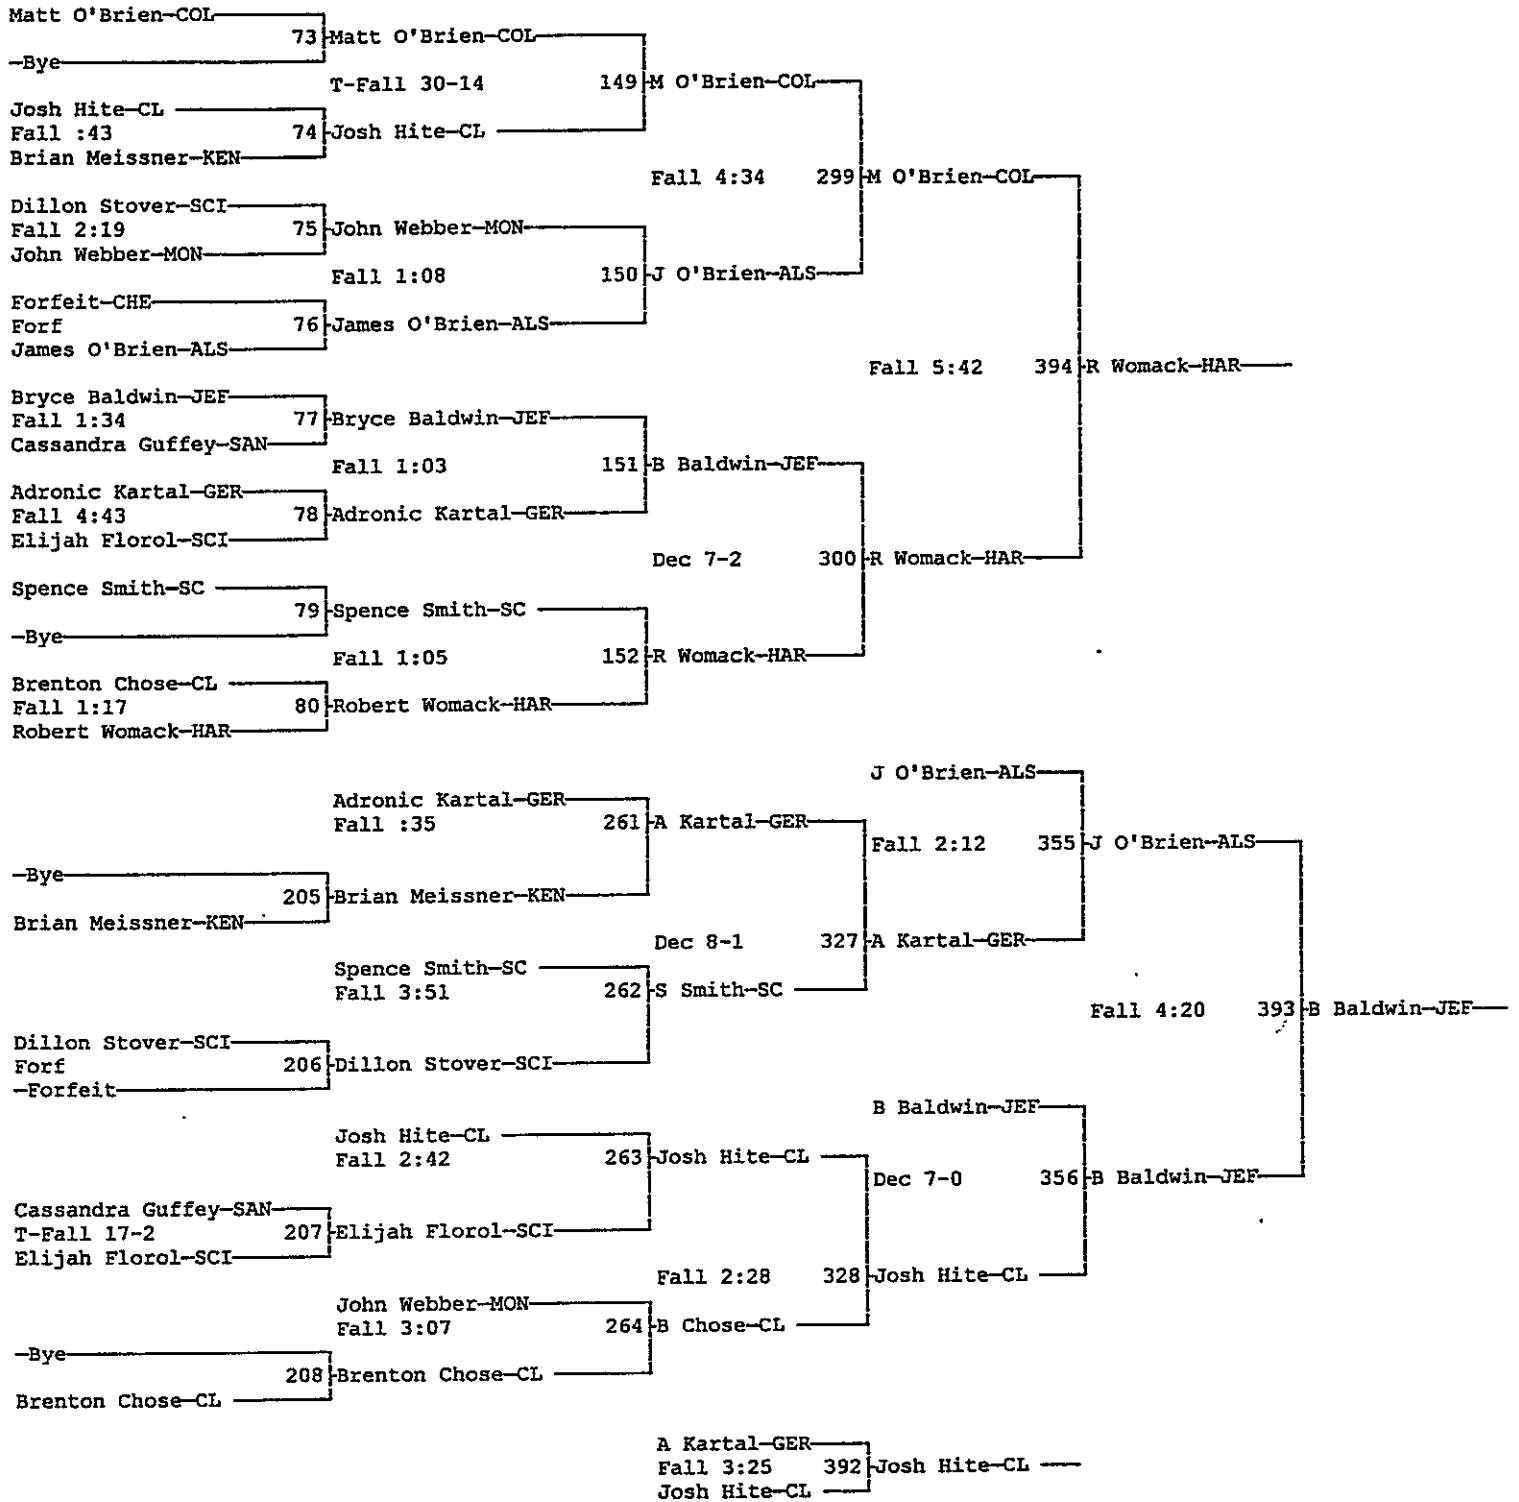 Matt O'Brien-COL
73 Matt O'Brien-COL
-Bye
T-Fall 30-14 149 M O'Brien-COL
Josh Hite-CL
Fall :43 74 Josh Hite-CL
Brian Meissner-KEN
Fall 4:34 299 M O'Brien-COL
Dillon Stover-SCI
Fall 2:19 75 John Webber-MON
John Webber-MON
Fall 1:08 150 J O'Brien-ALS
Forfeit-CHE
Forf 76 James O'Brien-ALS
James O'Brien-ALS
Fall 5:42 394 R Womack-HAR
Bryce Baldwin-JEF
Fall 1:34 77 Bryce Baldwin-JEF
Cassandra Guffey-SAN
Fall 1:03 151 B Baldwin-JEF
Adronic Kartal-GER
Fall 4:43 78 Adronic Kartal-GER
Elijah Florol-SCI
Dec 7-2 300 R Womack-HAR
Spence Smith-SC
79 Spence Smith-SC
-Bye
Fall 1:05 152 R Womack-HAR
Brenton Chose-CL
Fall 1:17 80 Robert Womack-HAR
Robert Womack-HAR
J O'Brien-ALS
Adronic Kartal-GER
Fall :35 261 A Kartal-GER
Fall 2:12 355 J O'Brien-ALS
-Bye
205 Brian Meissner-KEN
Brian Meissner-KEN
Dec 8-1 327 A Kartal-GER
Spence Smith-SC
Fall 3:51 262 S Smith-SC
Fall 4:20 393 B Baldwin-JEF
Dillon Stover-SCI
Forf 206 Dillon Stover-SCI
-Forfeit
B Baldwin-JEF
Josh Hite-CL
Fall 2:42 263 Josh Hite-CL
Dec 7-0 356 B Baldwin-JEF
Cassandra Guffey-SAN
T-Fall 17-2 207 Elijah Florol-SCI
Elijah Florol-SCI
Fall 2:28 328 Josh Hite-CL
John Webber-MON
Fall 3:07 264 B Chose-CL
-Bye
208 Brenton Chose-CL
Brenton Chose-CL
A Kartal-GER
Fall 3:25 392 Josh Hite-CL
Josh Hite-CL